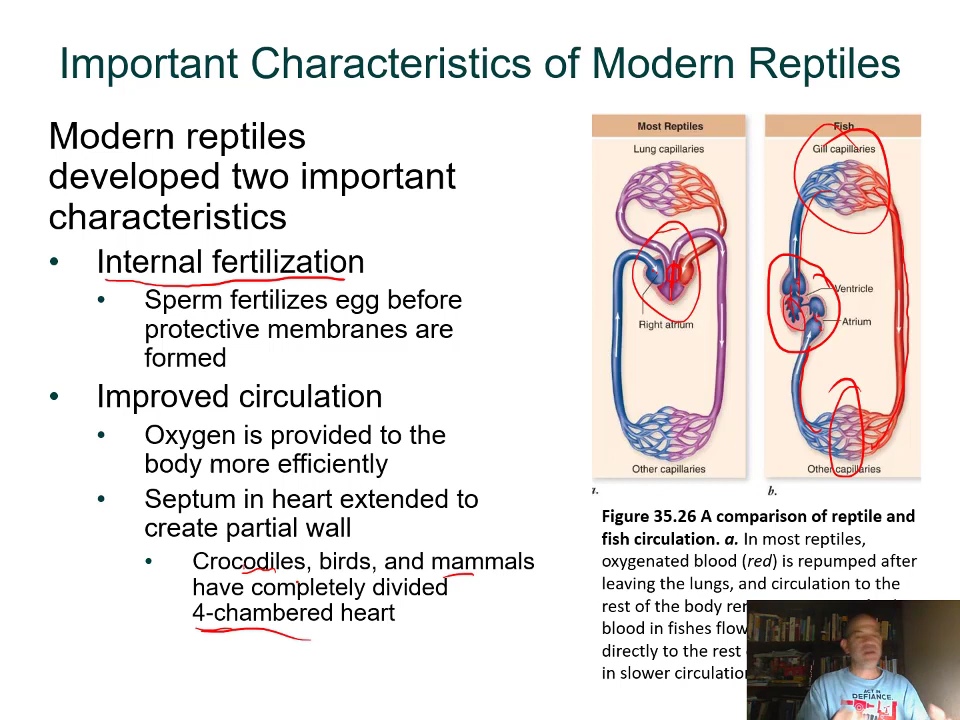 Important Characteristics of Modern Reptiles
Modern reptiles
developed two important
characteristics
• Internal fertilization
• Sperm fertilizes egg before
protective membranes are
formed
• Improved circulation
• Oxygen is provided to the
body more efficiently
• Septum in heart extended to
create partial wall
• Crocodiles, birds, and mammals
have completely divided
4-chambered heart
Most Reptiles
Lung capillaries
Right atrium
Other capillaries
a.
Fish
Gill capillaries
Ventricle
Atrium
Other capillaries
b.
Figure 35.26 A comparison of reptile and
fish circulation. a. In most reptiles,
oxygenated blood (red) is repumped after
leaving the lungs, and circulation to the
rest of the body
blood in fishes
directly to the rest
in slower
ACT IN
DEFIANCE.